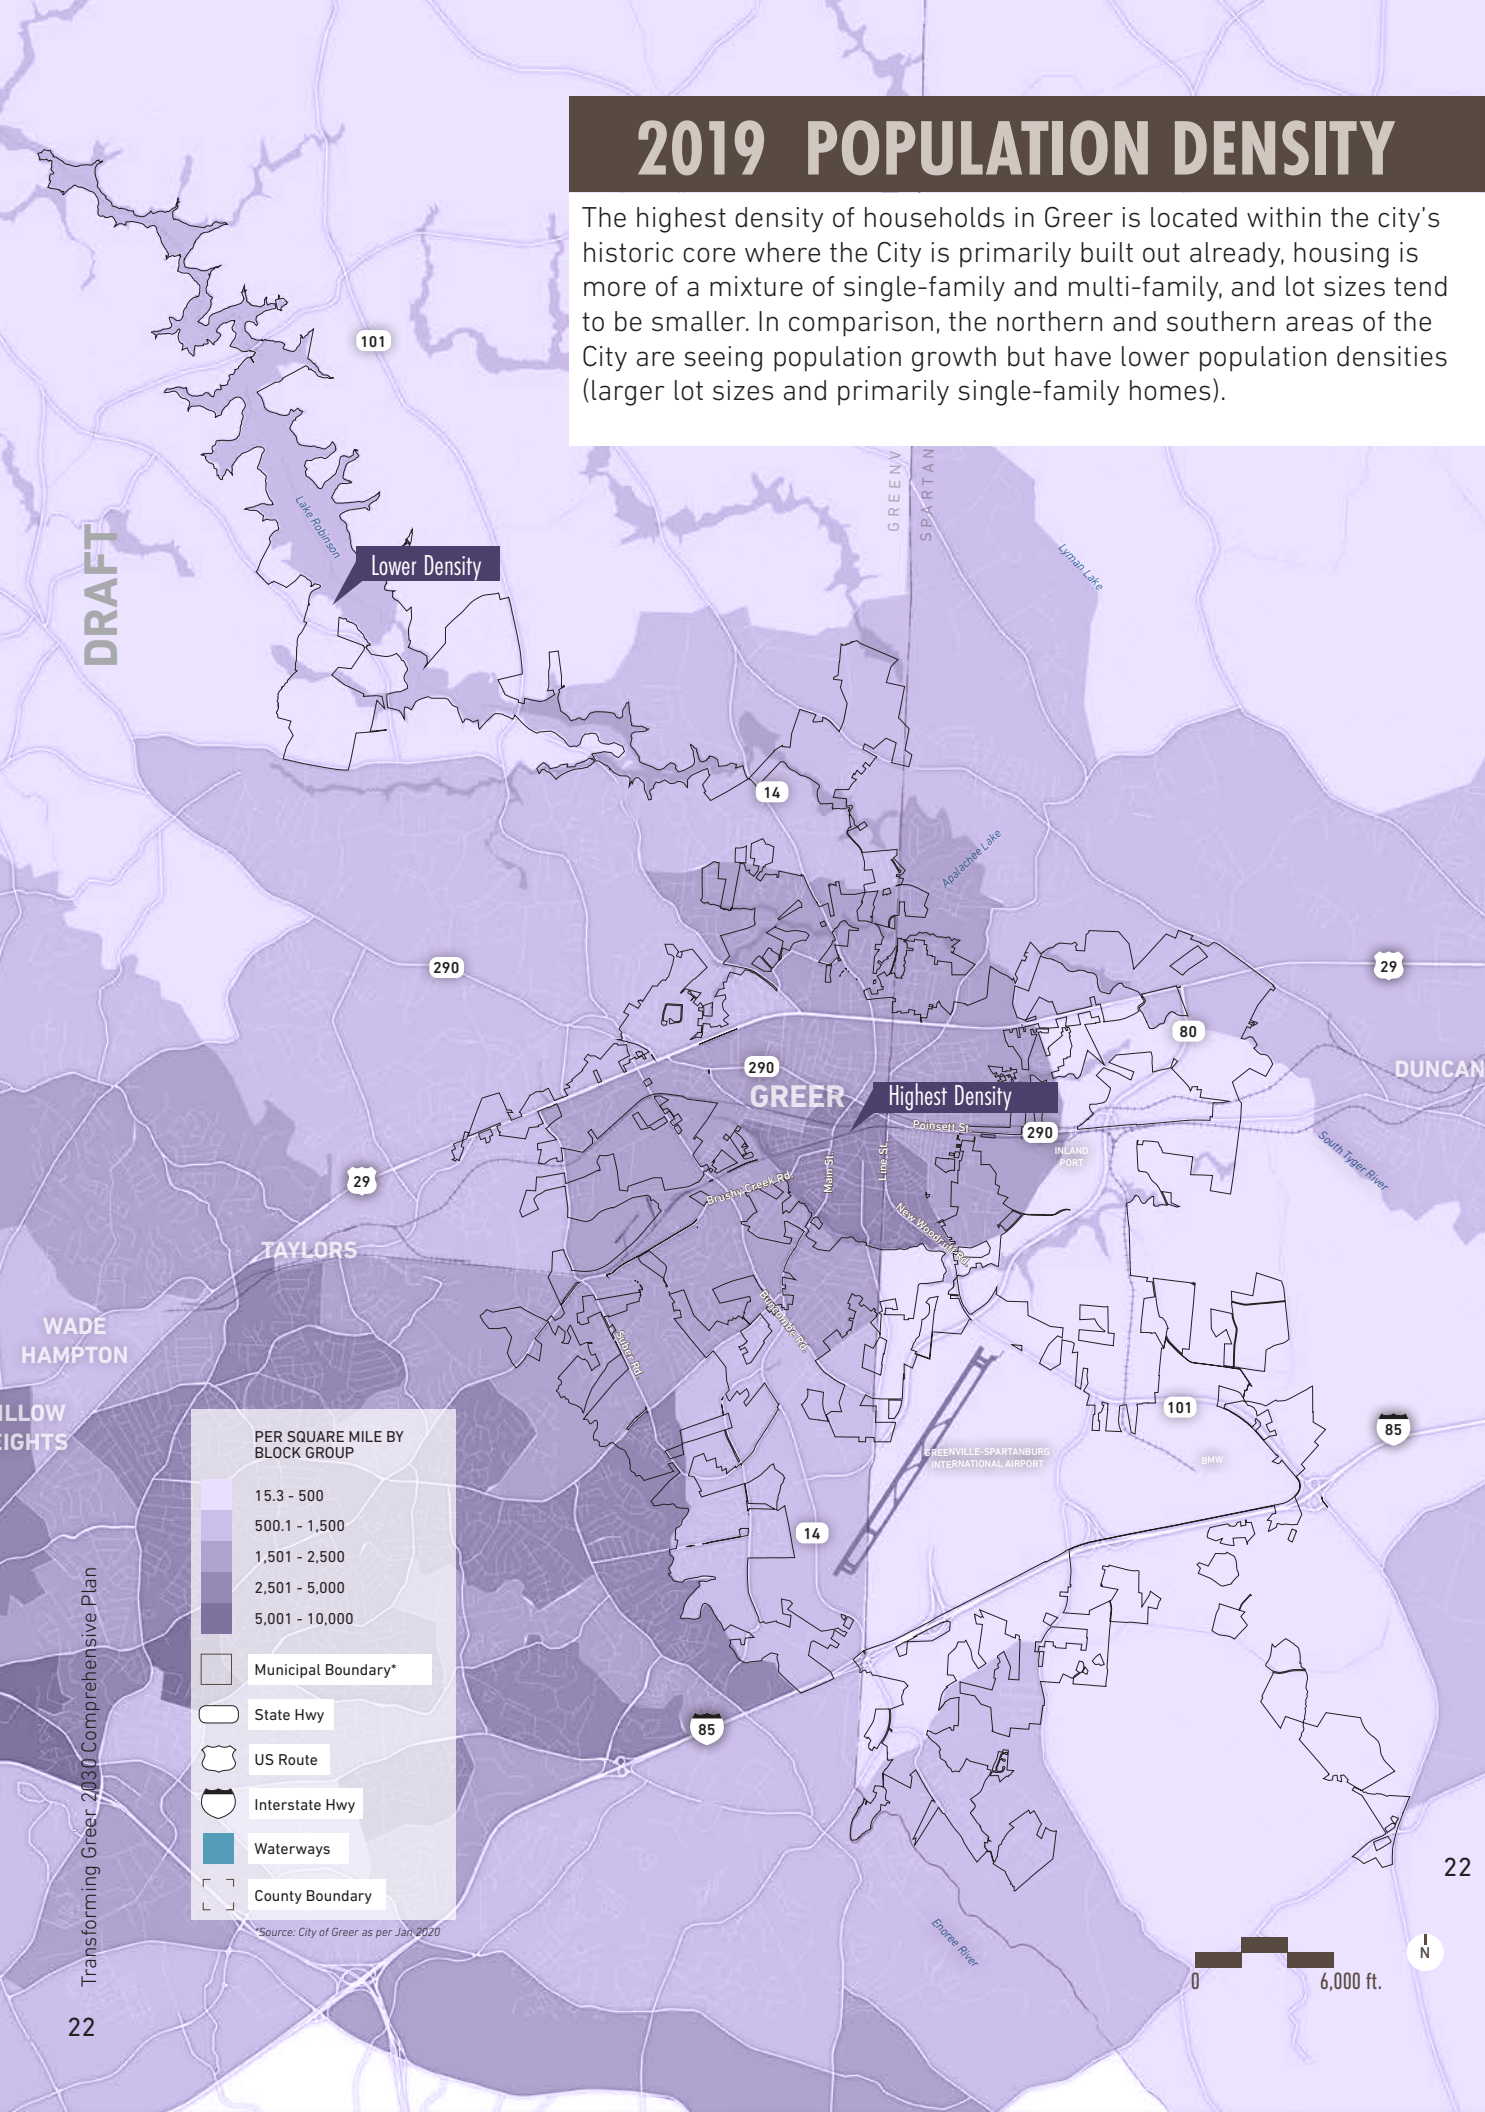 2019 POPULATION DENSITY
The highest density of households in Greer is located within the city's
historic core where the City is primarily built out already, housing is
more of a mixture of single-family and multi-family, and lot sizes tend
to be smaller. In comparison, the northern and southern areas of the
City are seeing population growth but have lower population densities
(larger lot sizes and primarily single-family homes).
101
GREENV
SPARTAN
Lake Robinson
Lower Density
Lyman Lake
DRAFT
14
Apalachee Lake
290
29
80
290
GREER
DUNCAN
Highest Density
Poinsett St.
290
INLAND
PORT
South Tyger River
29
Brushy Creek Rd.
Main St.
Line St.
New Woodruff Rd.
TAYLORS
WADE
HAMPTON
Buncombe Rd.
Suber Rd.
ILLOW
EIGHTS
101
85
GREENVILLE-SPARTANBURG
INTERNATIONAL AIRPORT
BMW
14
PER SQUARE MILE BY
BLOCK GROUP
15.3 - 500
500.1 - 1,500
1,501 - 2,500
2,501 - 5,000
5,001 - 10,000
Municipal Boundary*
State Hwy
US Route
Interstate Hwy
Waterways
County Boundary
*Source: City of Greer as per Jan 2020
85
Enoree River
0
6,000 ft.
N
22
Transforming Greer 2030 Comprehensive Plan
22